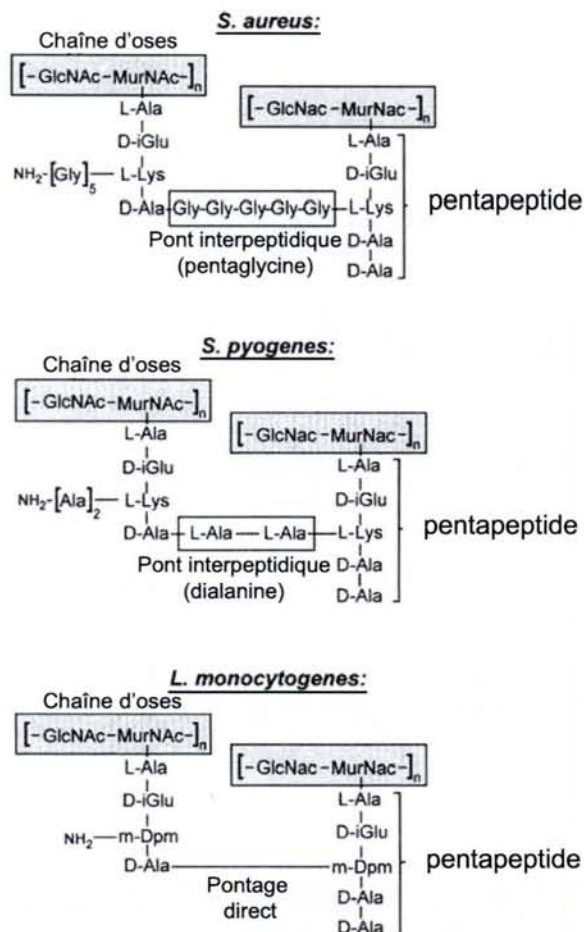 S. aureus:
Chaîne d'oses
[-GlcNAc-MurNAc-]n
[-GlcNac-MurNac-]n
L-Ala
L-Ala
D-iGlu
D-iGlu
NH2-[Gly]5-L-Lys
D-Ala-Gly-Gly-Gly-Gly-Gly-L-Lys
pentapeptide
Pont interpeptidique
D-Ala
(pentaglycine)
D-Ala
S. pyogenes:
Chaîne d'oses
[-GlcNAc-MurNAc-]n
[-GlcNac-MurNac-]n
L-Ala
L-Ala
D-iGlu
D-iGlu
NH2-[Ala]2-L-Lys
D-Ala-L-Ala-L-Ala-L-Lys
pentapeptide
Pont interpeptidique
D-Ala
(dialanine)
D-Ala
L. monocytogenes:
Chaîne d'oses
[-GlcNAc-MurNAc-]n
[-GlcNac-MurNac-]n
L-Ala
L-Ala
D-iGlu
D-iGlu
NH2-m-Dpm
D-Ala-m-Dpm
pentapeptide
Pontage
direct
D-Ala
D-Ala